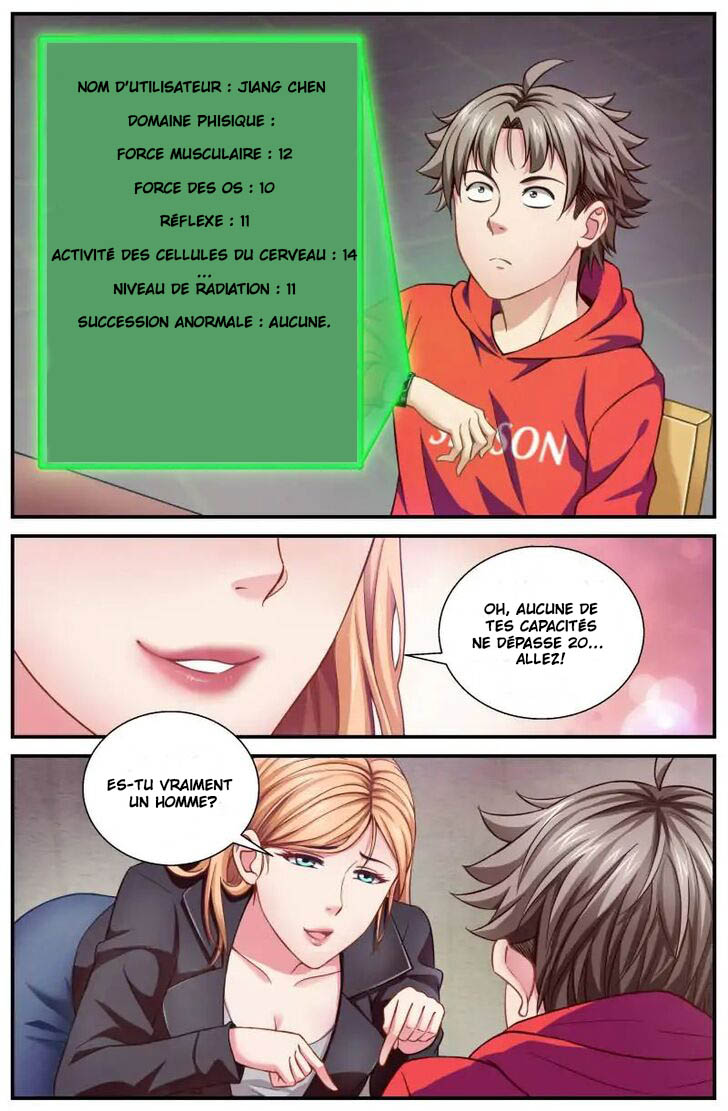 NOM D'UTILISATEUR : JIANG CHEN
DOMAINE PHISIQUE :
FORCE MUSCULAIRE : 12
FORCE DES OS : 10
RÉFLEXE : 11
ACTIVITÉ DES CELLULES DU CERVEAU : 14
...
NIVEAU DE RADIATION : 11
SUCCESSION ANORMALE : AUCUNE.
OH, AUCUNE DE
TES CAPACITÉS
NE DÉPASSE 20...
ALLEZ!
ES-TU VRAIMENT
UN HOMME?